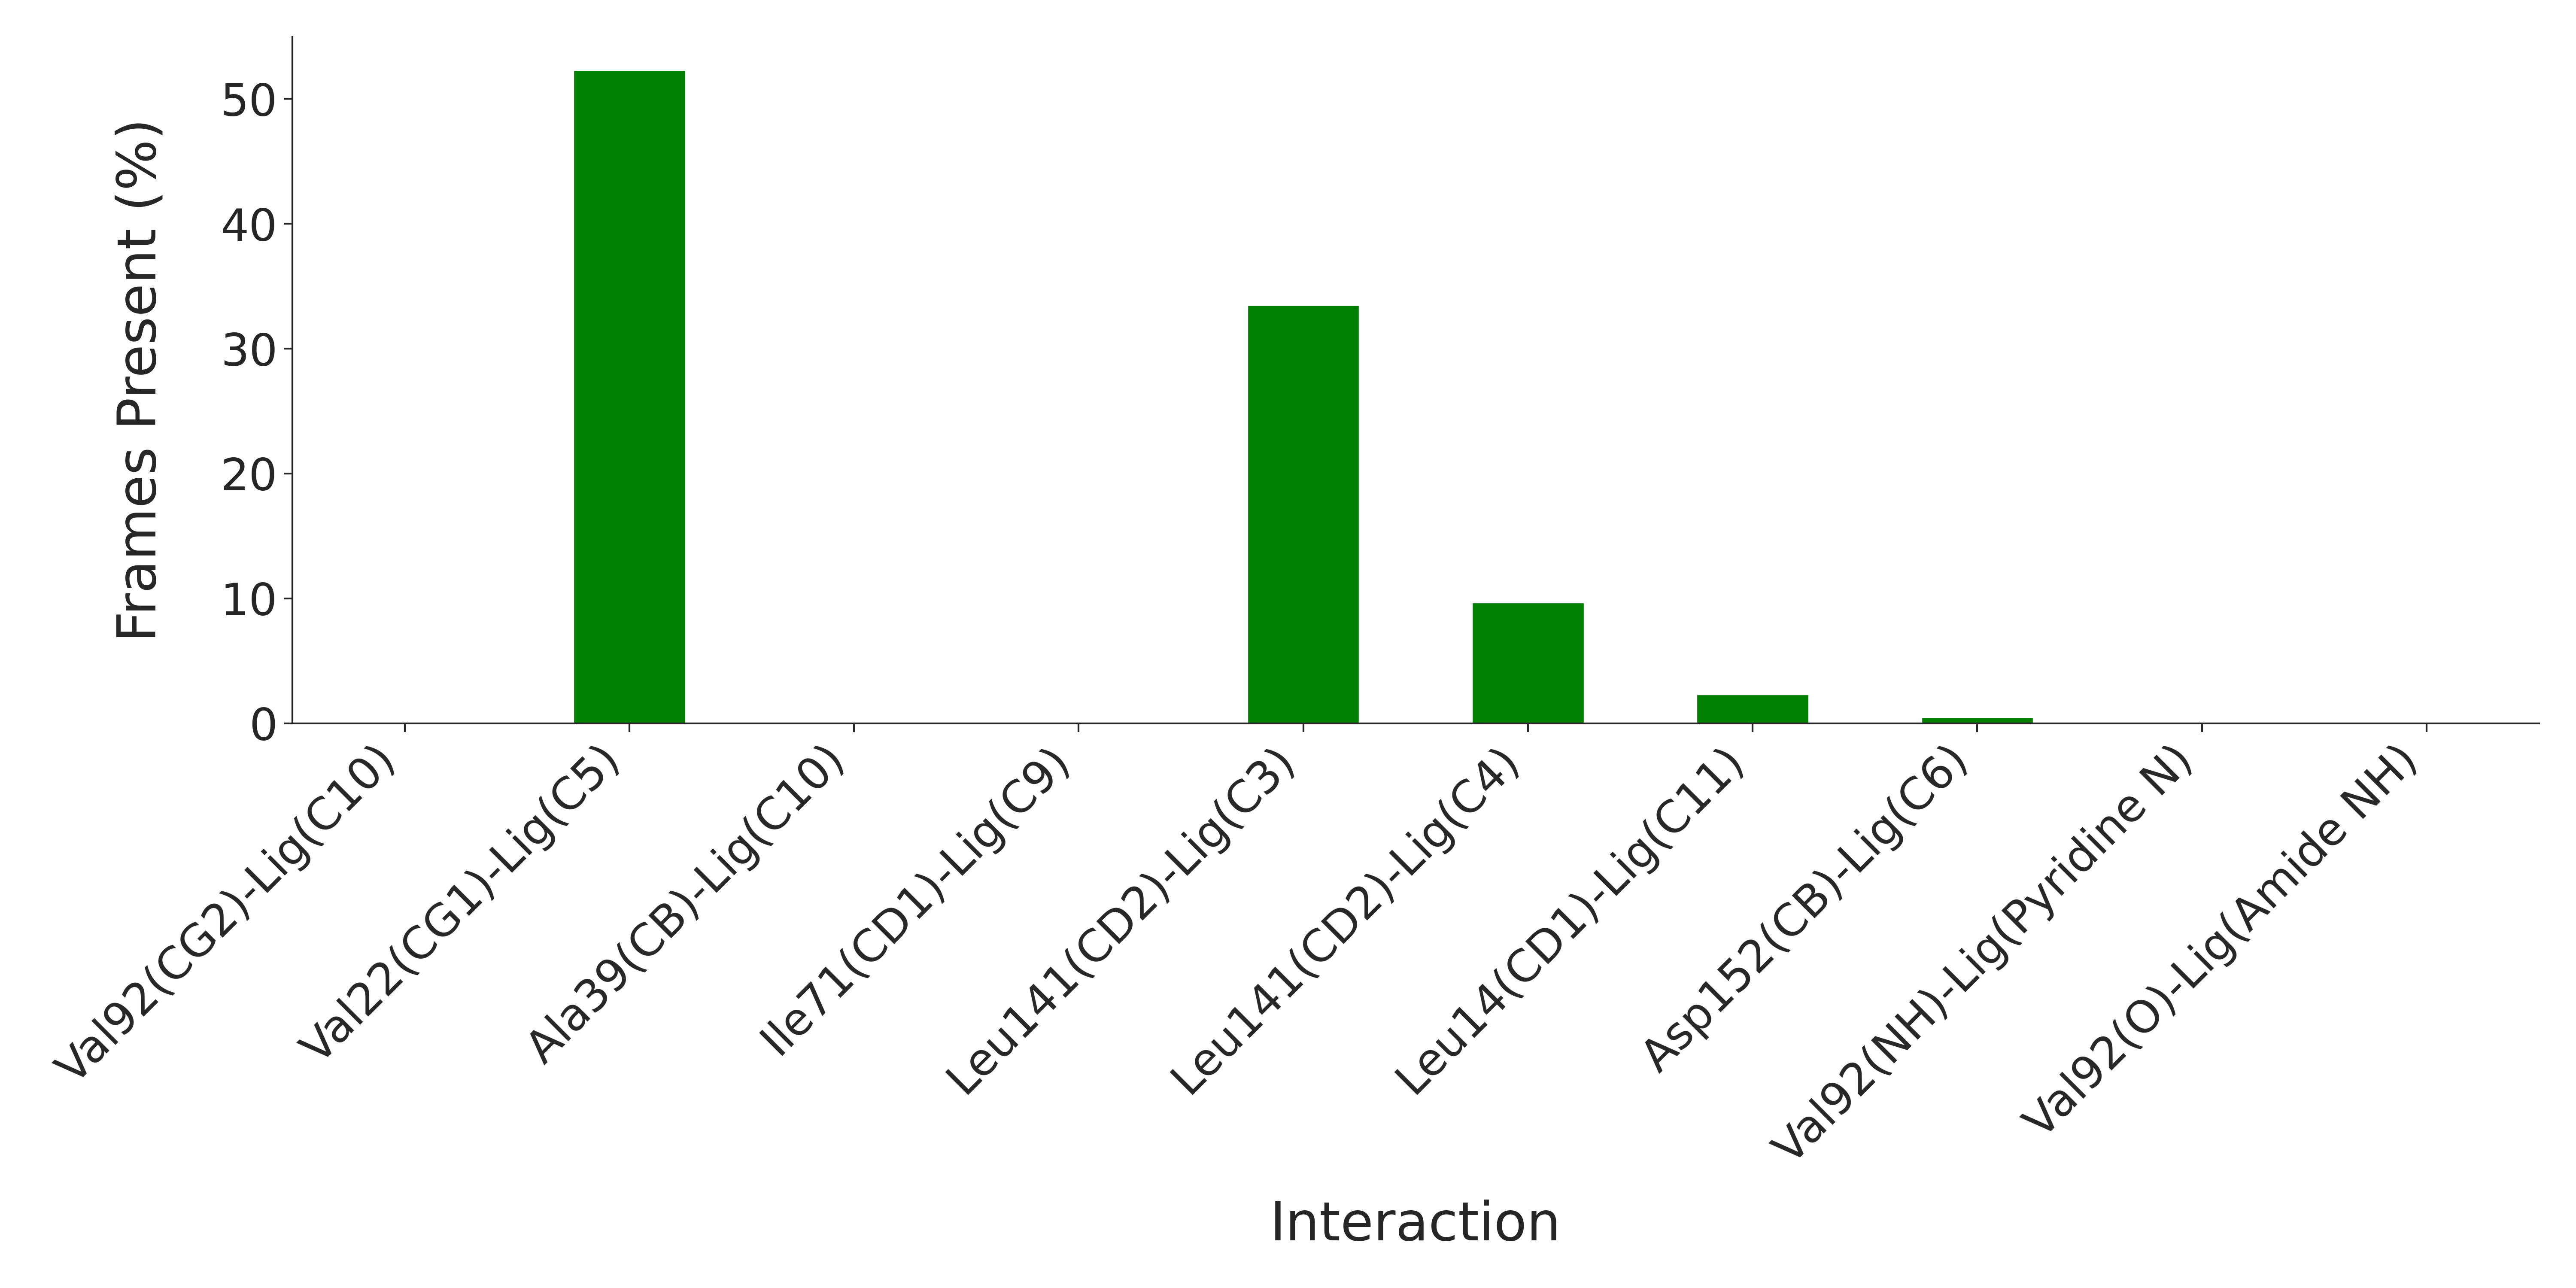 Frames Present (%)
50
40
30
20
10
0
Val92(CG2)-Lig(C10)
Val22(CG1)-Lig(C5)
Ala39(CB)-Lig(C10)
Ile71(CD1)-Lig(C9)
Leu141(CD2)-Lig(C3)
Leu141(CD2)-Lig(C4)
Leu14(CD1)-Lig(C11)
Asp152(CB)-Lig(C6)
Val92(NH)-Lig(Pyridine N)
Val92(O)-Lig(Amide NH)
Interaction